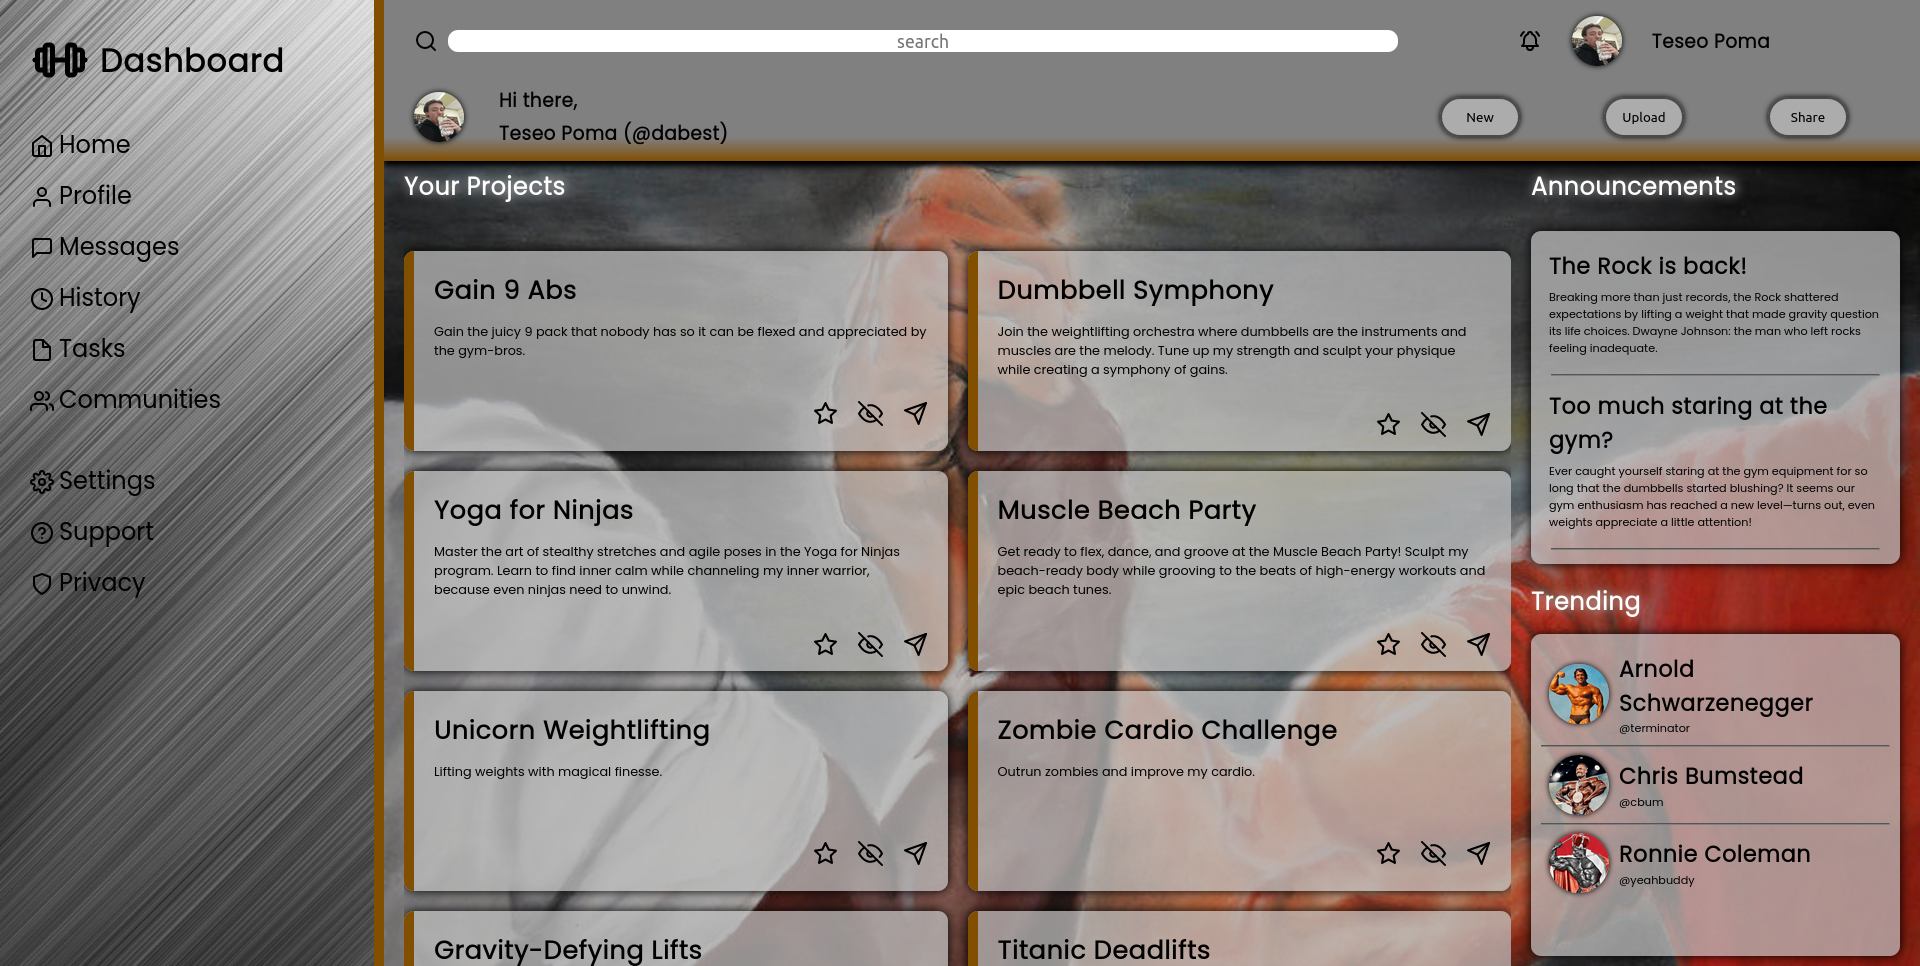 Dashboard
Home
Profile
Messages
History
Tasks
Communities
Settings
Support
Privacy
search
Teseo Poma
Hi there,
Teseo Poma (@dabest)
New
Upload
Share
Your Projects
Gain 9 Abs
Gain the juicy 9 pack that nobody has so it can be flexed and appreciated by
the gym-bros.
Dumbbell Symphony
Join the weightlifting orchestra where dumbbells are the instruments and
muscles are the melody. Tune up my strength and sculpt your physique
while creating a symphony of gains.
Yoga for Ninjas
Master the art of stealthy stretches and agile poses in the Yoga for Ninjas
program. Learn to find inner calm while channeling my inner warrior,
because even ninjas need to unwind.
Muscle Beach Party
Get ready to flex, dance, and groove at the Muscle Beach Party! Sculpt my
beach-ready body while grooving to the beats of high-energy workouts and
epic beach tunes.
Unicorn Weightlifting
Lifting weights with magical finesse.
Zombie Cardio Challenge
Outrun zombies and improve my cardio.
Gravity-Defying Lifts
Titanic Deadlifts
Announcements
The Rock is back!
Breaking more than just records, the Rock shattered
expectations by lifting a weight that made gravity question
its life choices. Dwayne Johnson: the man who left rocks
feeling inadequate.
Too much staring at the
gym?
Ever caught yourself staring at the gym equipment for so
long that the dumbbells started blushing? It seems our
gym enthusiasm has reached a new level—turns out, even
weights appreciate a little attention!
Trending
Arnold
Schwarzenegger
@terminator
Chris Bumstead
@cbum
Ronnie Coleman
@yeahbuddy